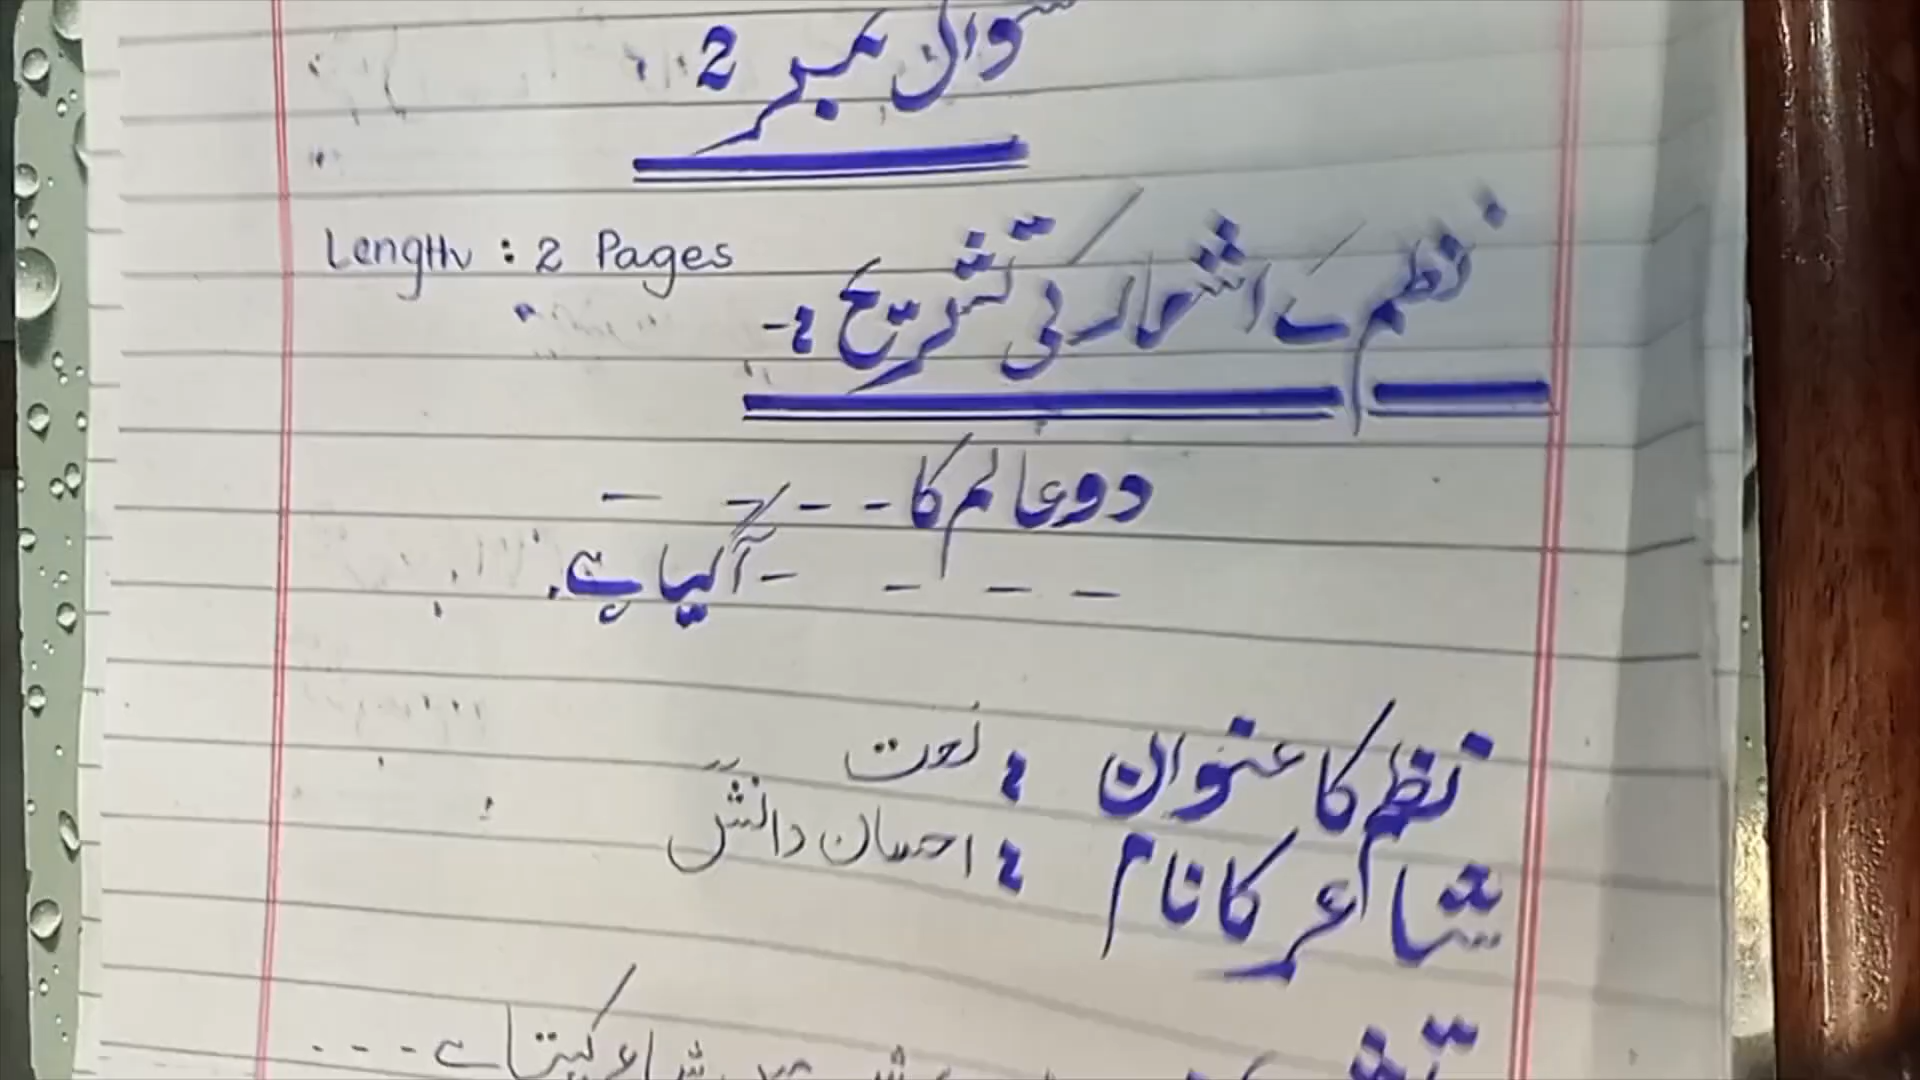 سوال نمبر 2
نظم کے اشعار کی تشریح :-
Length : 2 Pages
دو عالم کا - - - -
- - - - آگیا ہے.
نظم کا عنوان : نعت
شاعر کا نام : احسان دانش
شاعر کہتا ہے - - -